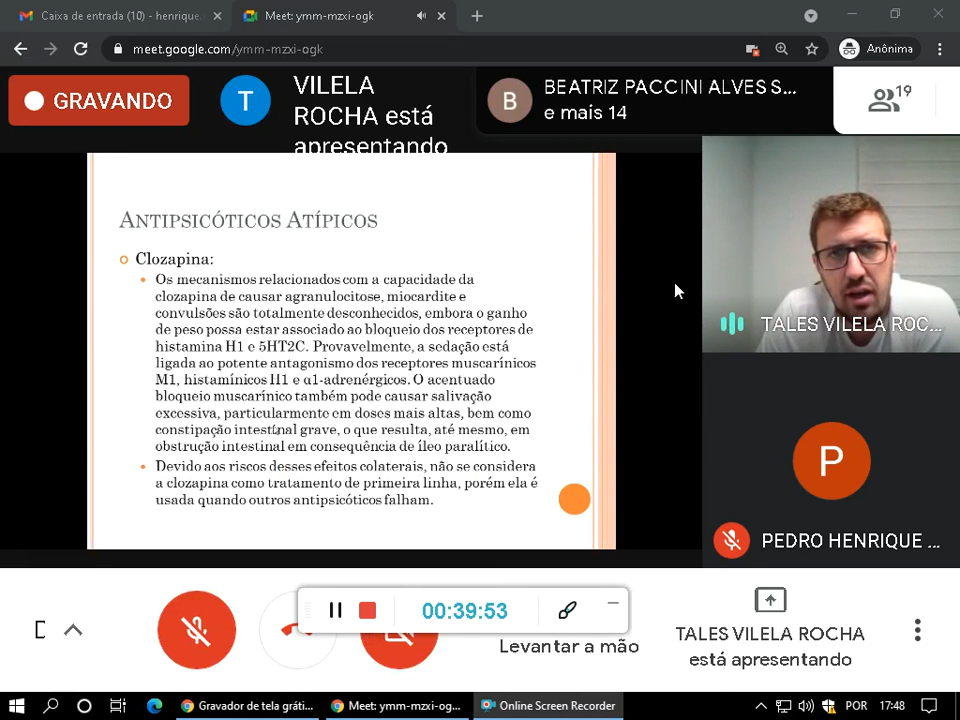 Caixa de entrada (10) - henrique.
Meet: ymm-mzxi-ogk
meet.google.com/ymm-mzxi-ogk
Anônima
GRAVANDO
T
VILELA
ROCHA está
apresentando
B
BEATRIZ PACCINI ALVES S...
e mais 14
19
ANTIPSICÓTICOS ATÍPICOS
Clozapina:
Os mecanismos relacionados com a capacidade da
clozapina de causar agranulocitose, miocardite e
convulsões são totalmente desconhecidos, embora o ganho
de peso possa estar associado ao bloqueio dos receptores de
histamina H1 e 5HT2C. Provavelmente, a sedação está
ligada ao potente antagonismo dos receptores muscarínicos
M1, histamínicos H1 e α1-adrenérgicos. O acentuado
bloqueio muscarínico também pode causar salivação
excessiva, particularmente em doses mais altas, bem como
constipação intestinal grave, o que resulta, até mesmo, em
obstrução intestinal em consequência de íleo paralítico.
Devido aos riscos desses efeitos colaterais, não se considera
a clozapina como tratamento de primeira linha, porém ela é
usada quando outros antipsicóticos falham.
TALES VILELA ROC...
P
PEDRO HENRIQUE ...
00:39:53
Levantar a mão
TALES VILELA ROCHA
está apresentando
Gravador de tela gráti...
Meet: ymm-mzxi-og...
Online Screen Recorder
POR
17:48